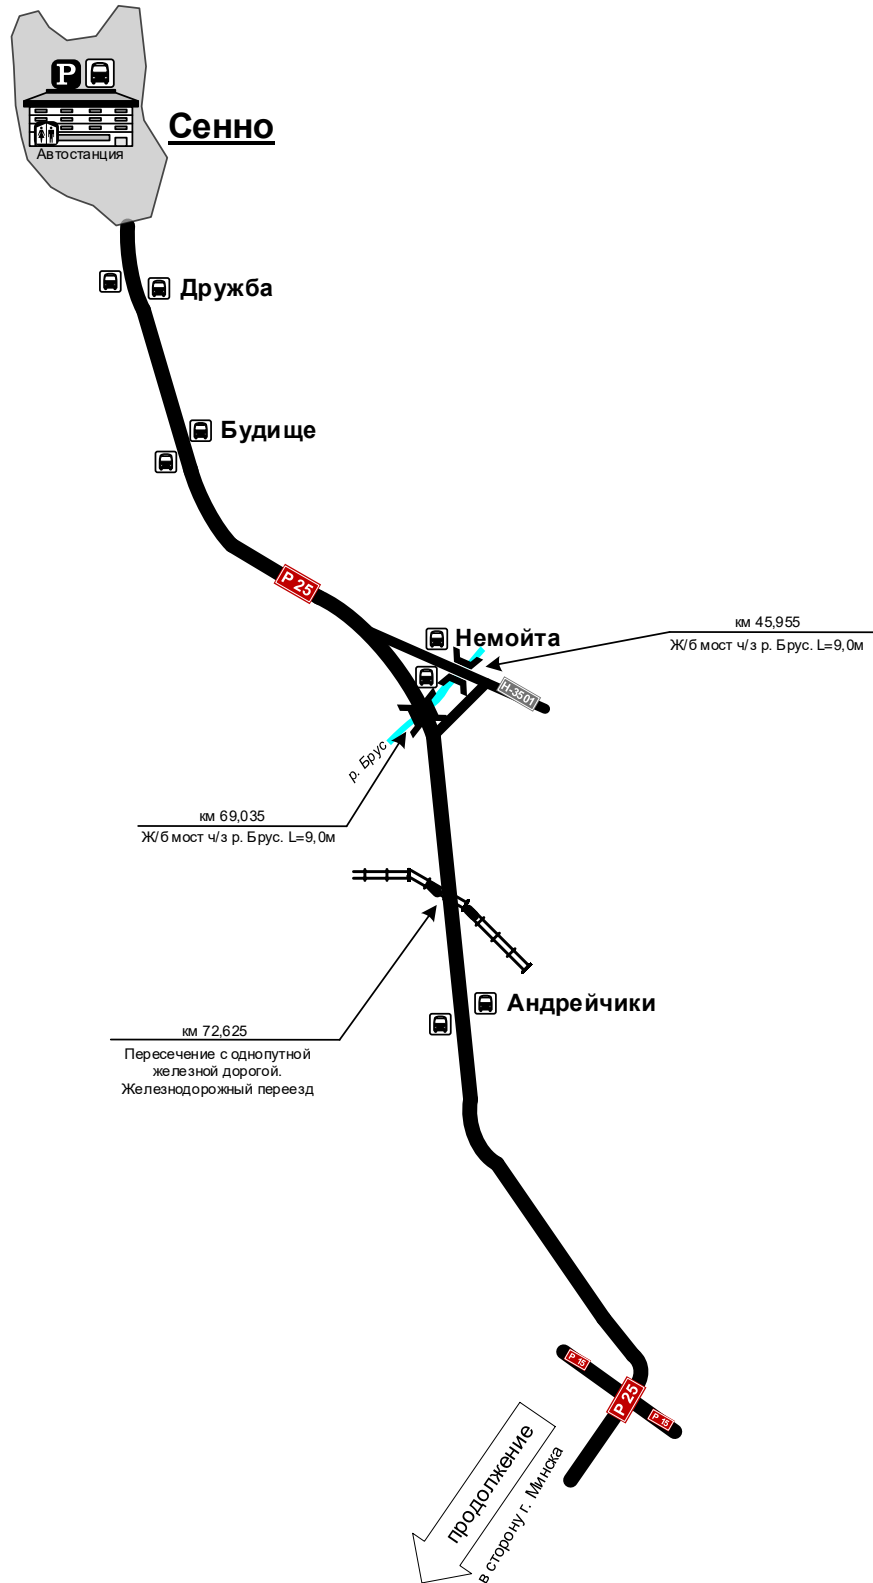 P
Сенно
Автостанция
Дружба
Будище
Р 25
Немойта
км 45,955
Ж/б мост ч/з р. Брус. L=9,0м
Н-3501
р. Брус
км 69,035
Ж/б мост ч/з р. Брус. L=9,0м
Андрейчики
км 72,625
Пересечение с однопутной
железной дорогой.
Железнодорожный переезд
Р 15
Р 25
Р 15
продолжение
в сторону г. Минска